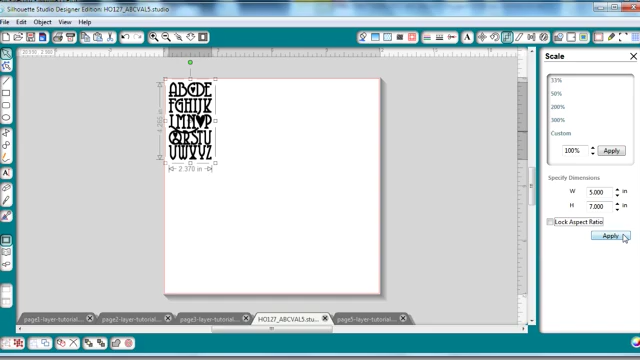 Silhouette Studio Designer Edition: HO127_ABCVAL5.studio
File Edit Object View Help
Scale
33%
50%
200%
300%
Custom
100% Apply
Specify Dimensions
W 5.000 in
H 7.000 in
Lock Aspect Ratio
Apply
ABCDE
FGHIJK
LMN P
QRSTU
VWXYZ
2.370 in
page1-layer-tutorial...
page2-layer-tutorial...
page3-layer-tutorial...
HO127_ABCVAL5.stu...
page5-layer-tutorial...